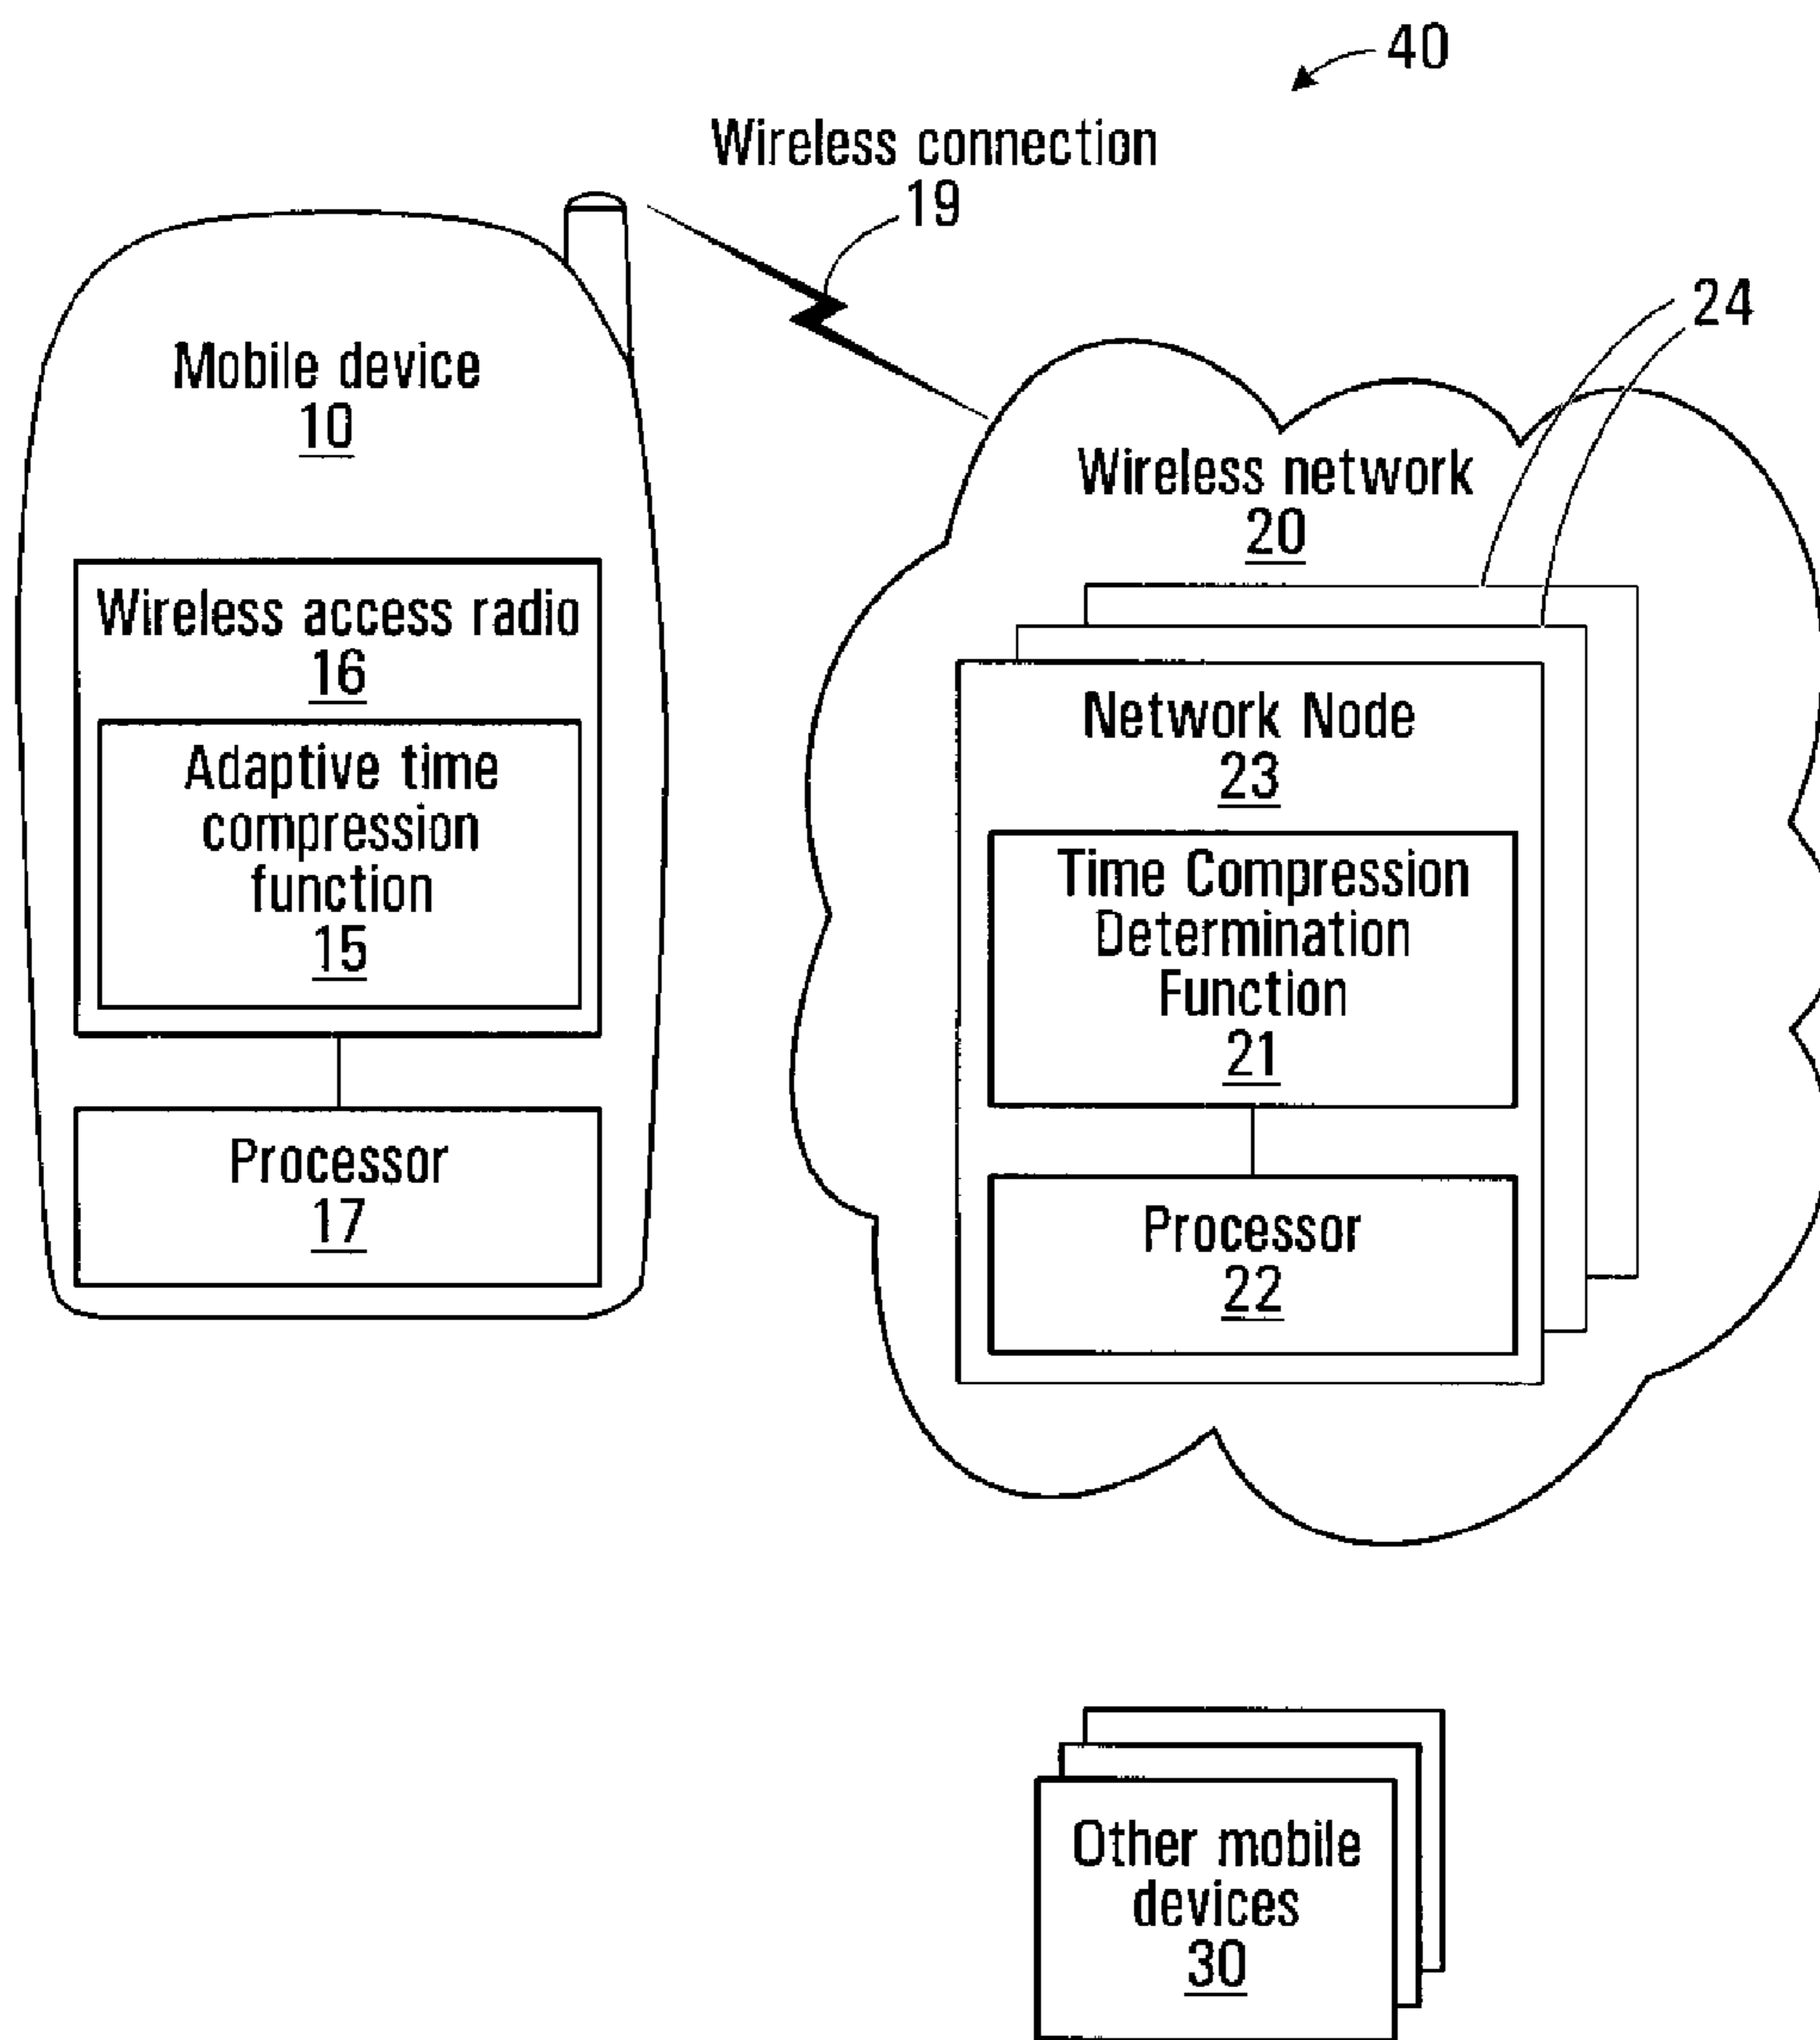 40
Wireless connection
19
24
Mobile device
10
Wireless network
20
Wireless access radio
16
Adaptive time
compression
function
15
Processor
17
Network Node
23
Time Compression
Determination
Function
21
Processor
22
Other mobile
devices
30